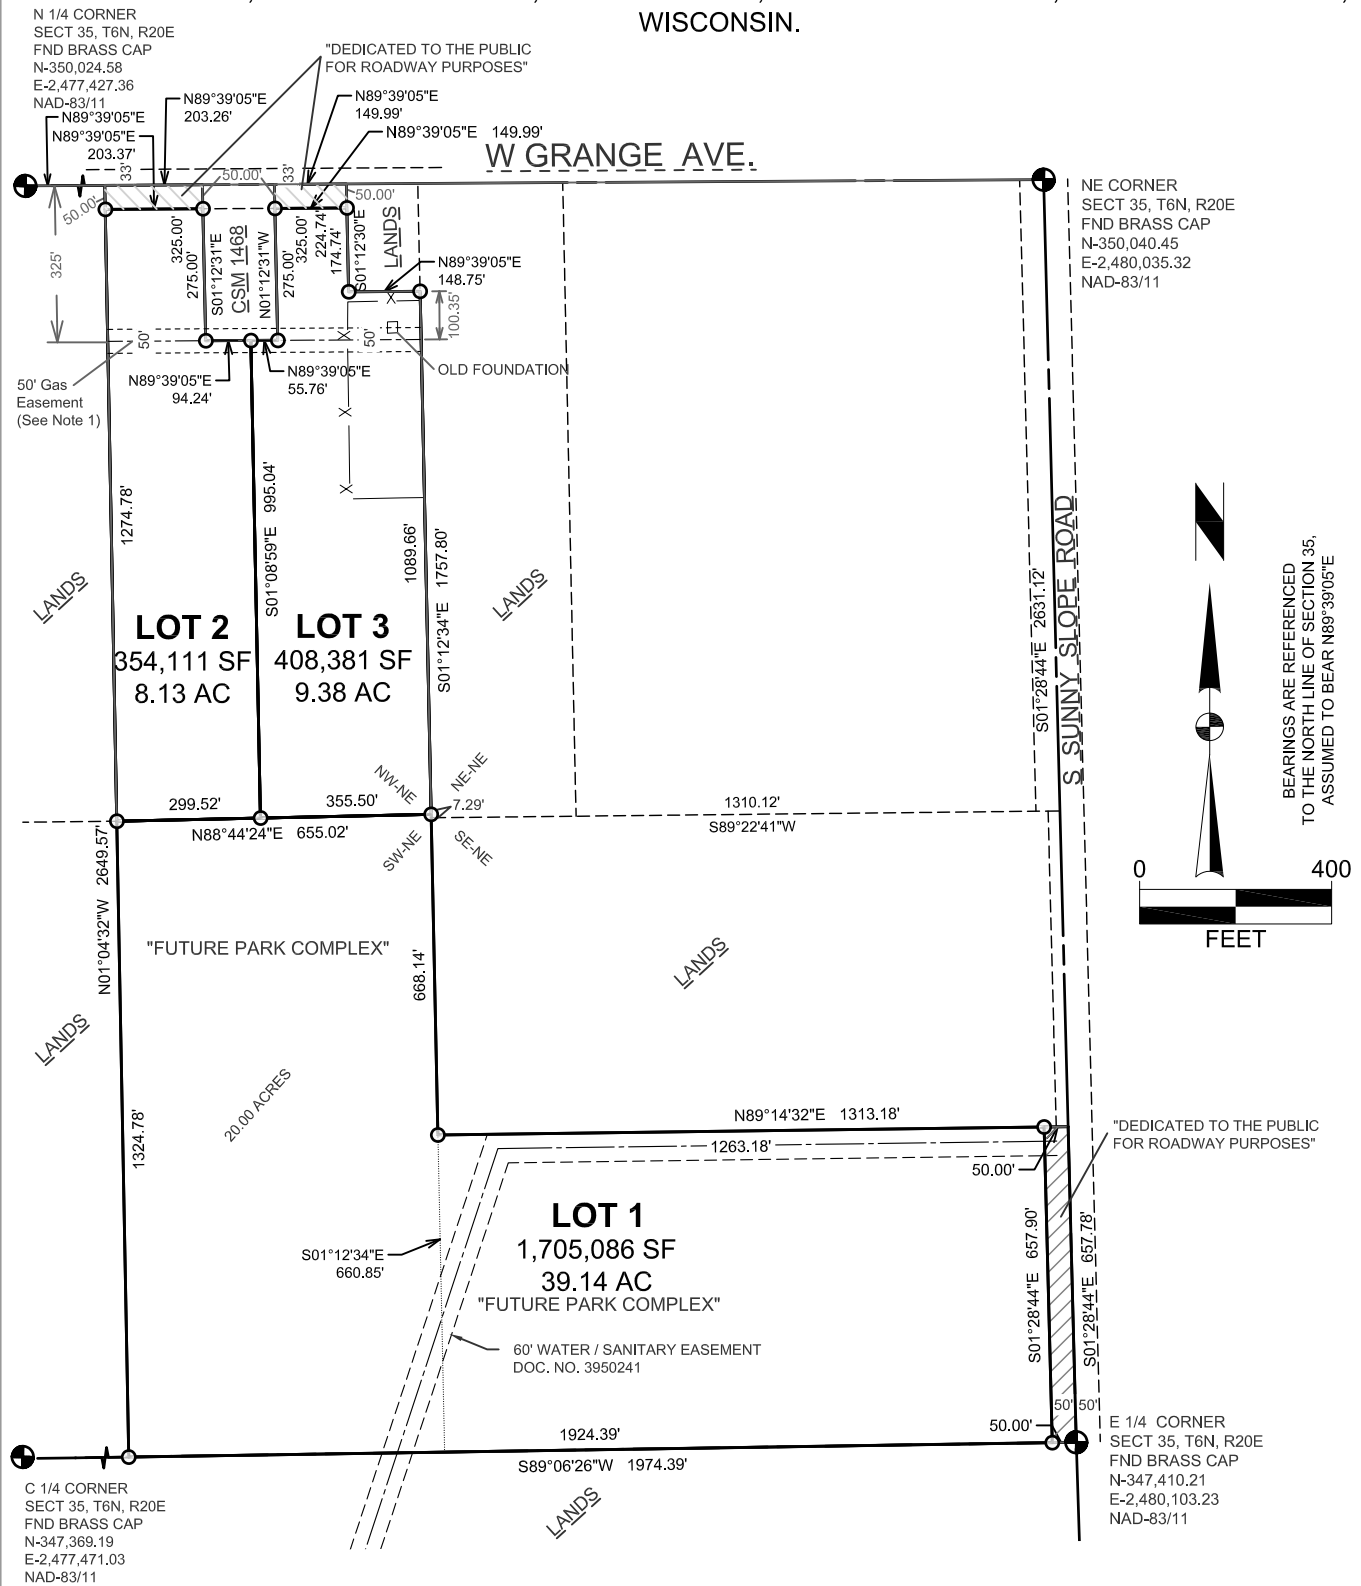 WISCONSIN.
N 1/4 CORNER
SECT 35, T6N, R20E
FND BRASS CAP
N-350,024.58
E-2,477,427.36
NAD-83/11
"DEDICATED TO THE PUBLIC
FOR ROADWAY PURPOSES"
N89°39'05"E
203.26'
N89°39'05"E
149.99'
N89°39'05"E
N89°39'05"E
203.37'
N89°39'05"E 149.99'
W GRANGE AVE.
33'
50.00'
33'
50.00'
50.00'
325'
325.00'
275.00'
S01°12'31"E
CSM 1468
N01°12'31"W
325.00'
275.00'
224.74'
174.74'
S01°12'30"E
LANDS
N89°39'05"E
148.75'
100.35'
50'
50'
OLD FOUNDATION
X
X
X
X
50' Gas
Easement
(See Note 1)
N89°39'05"E
94.24'
N89°39'05"E
55.76'
NE CORNER
SECT 35, T6N, R20E
FND BRASS CAP
N-350,040.45
E-2,480,035.32
NAD-83/11
1274.78'
S01°08'59"E 995.04'
1089.66'
S01°12'34"E 1757.80'
LANDS
LANDS
LOT 2
354,111 SF
8.13 AC
LOT 3
408,381 SF
9.38 AC
S01°28'44"E 2631.12'
S SUNNY SLOPE ROAD
BEARINGS ARE REFERENCED
TO THE NORTH LINE OF SECTION 35,
ASSUMED TO BEAR N89°39'05"E
NW-NE
NE-NE
SW-NE
SE-NE
7.29'
299.52'
355.50'
N88°44'24"E 655.02'
1310.12'
S89°22'41"W
0
400
FEET
N01°04'32"W 2649.57'
"FUTURE PARK COMPLEX"
668.14'
LANDS
LANDS
20.00 ACRES
1324.78'
N89°14'32"E 1313.18'
1263.18'
50.00'
"DEDICATED TO THE PUBLIC
FOR ROADWAY PURPOSES"
LOT 1
1,705,086 SF
39.14 AC
"FUTURE PARK COMPLEX"
S01°12'34"E
660.85'
60' WATER / SANITARY EASEMENT
DOC. NO. 3950241
S01°28'44"E 657.90'
S01°28'44"E 657.78'
50'
50'
50.00'
1924.39'
S89°06'26"W 1974.39'
LANDS
E 1/4 CORNER
SECT 35, T6N, R20E
FND BRASS CAP
N-347,410.21
E-2,480,103.23
NAD-83/11
C 1/4 CORNER
SECT 35, T6N, R20E
FND BRASS CAP
N-347,369.19
E-2,477,471.03
NAD-83/11